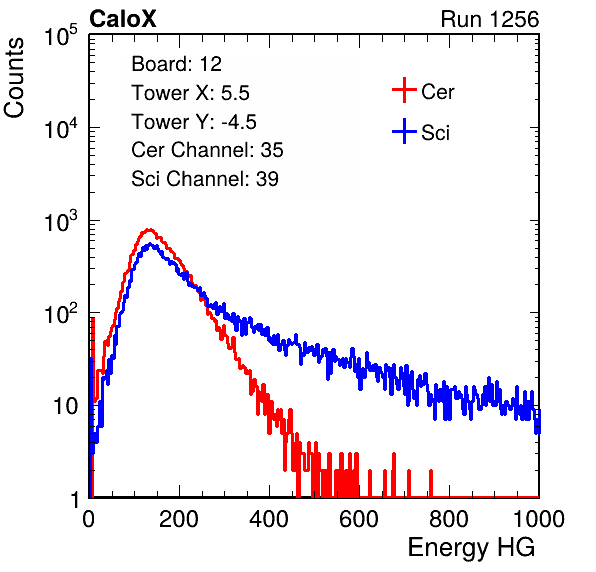 CaloX Run 1256
Counts
10^5
10^4
10^3
10^2
10
1
Board: 12
Tower X: 5.5
Tower Y: -4.5
Cer Channel: 35
Sci Channel: 39
Cer
Sci
0 200 400 600 800 1000
Energy HG